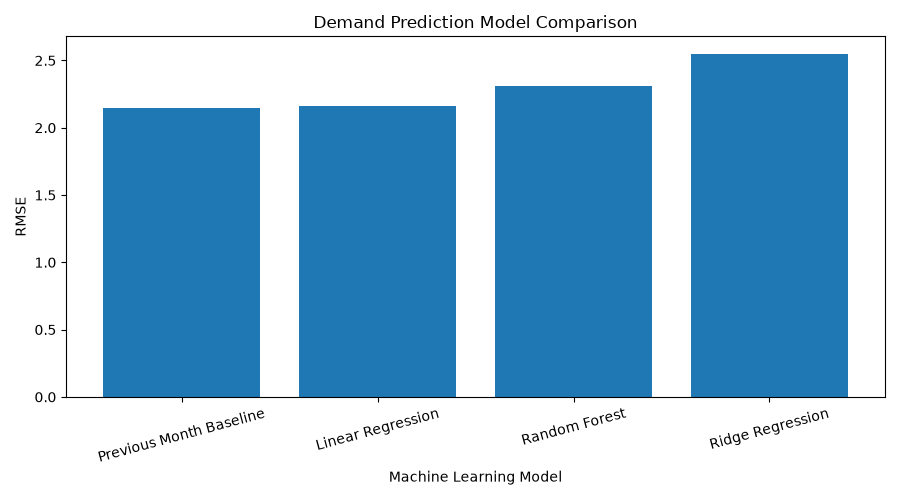 Demand Prediction Model Comparison
RMSE
2.5
2.0
1.5
1.0
0.5
0.0
Previous Month Baseline
Linear Regression
Random Forest
Ridge Regression
Machine Learning Model